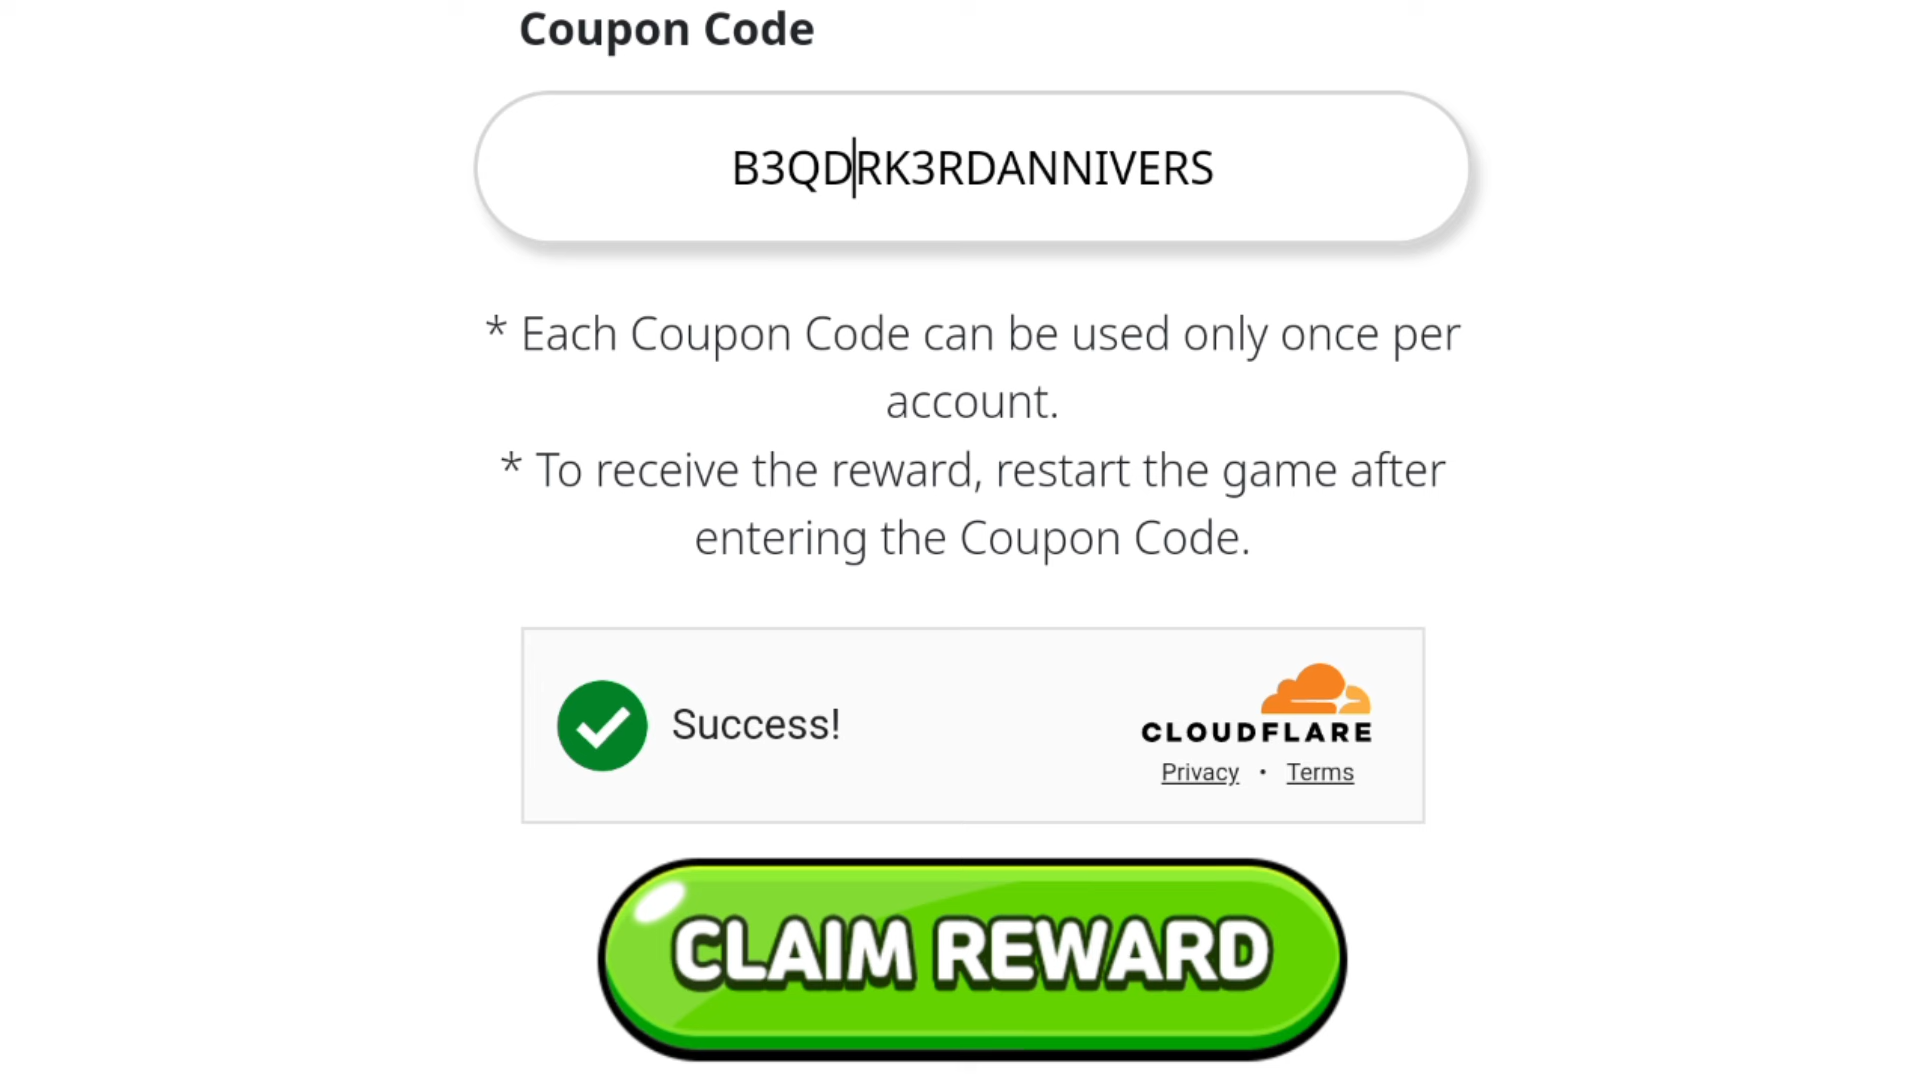 Coupon Code
B3QDRK3RDANNIVERS
* Each Coupon Code can be used only once per
account.
* To receive the reward, restart the game after
entering the Coupon Code.
Success!
CLOUDFLARE
Privacy • Terms
CLAIM REWARD